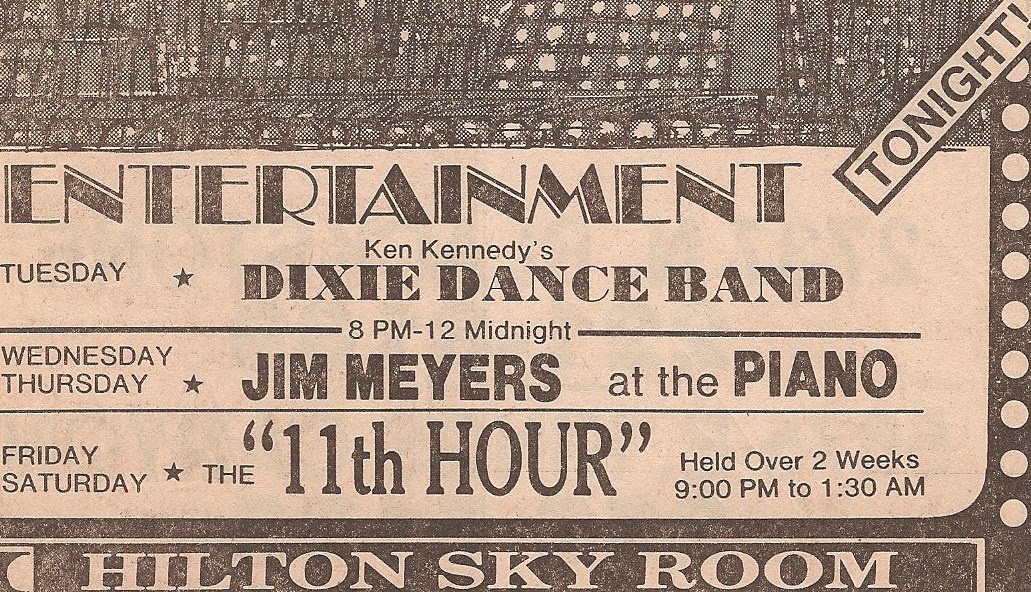 TONIGHT!
ENTERTAINMENT
Ken Kennedy's
TUESDAY ★ DIXIE DANCE BAND
8 PM-12 Midnight
WEDNESDAY
THURSDAY ★ JIM MEYERS at the PIANO
FRIDAY
SATURDAY ★ THE "11th HOUR"
Held Over 2 Weeks
9:00 PM to 1:30 AM
HILTON SKY ROOM